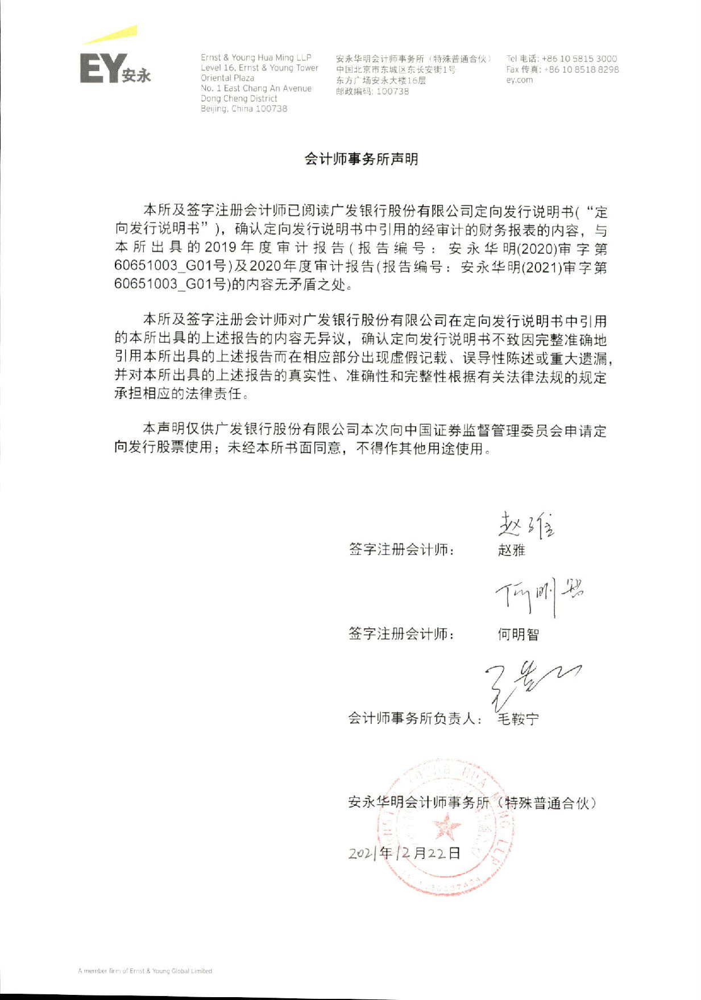 EY安永
Ernst & Young Hua Ming LLP
Level 16, Ernst & Young Tower
Oriental Plaza
No. 1 East Chang An Avenue
Dong Cheng District
Beijing, China 100738
安永华明会计师事务所（特殊普通合伙）
中国北京市东城区东长安街1号
东方广场安永大楼16层
邮政编码: 100738
Tel 电话: +86 10 5815 3000
Fax 传真: +86 10 8518 8298
ey.com
会计师事务所声明
本所及签字注册会计师已阅读广发银行股份有限公司定向发行说明书(“定
向发行说明书”)，确认定向发行说明书中引用的经审计的财务报表的内容，与
本所出具的2019年度审计报告(报告编号：安永华明(2020)审字第
60651003_G01号)及2020年度审计报告(报告编号：安永华明(2021)审字第
60651003_G01号)的内容无矛盾之处。
本所及签字注册会计师对广发银行股份有限公司在定向发行说明书中引用
的本所出具的上述报告的内容无异议，确认定向发行说明书不致因完整准确地
引用本所出具的上述报告而在相应部分出现虚假记载、误导性陈述或重大遗漏，
并对本所出具的上述报告的真实性、准确性和完整性根据有关法律法规的规定
承担相应的法律责任。
本声明仅供广发银行股份有限公司本次向中国证券监督管理委员会申请定
向发行股票使用；未经本所书面同意，不得作其他用途使用。
赵雅
签字注册会计师： 赵雅
何明智
签字注册会计师： 何明智
会计师事务所负责人： 毛鞍宁
安永华明会计师事务所（特殊普通合伙）
2021年12月22日
A member firm of Ernst & Young Global Limited